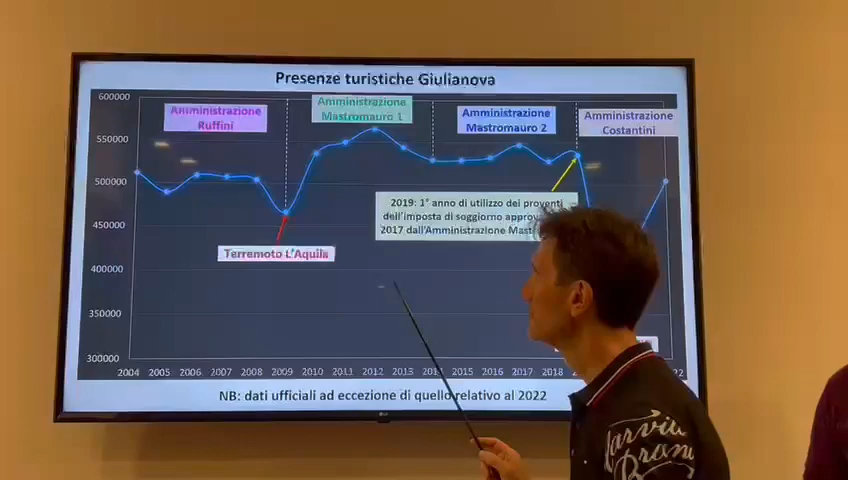 Presenze turistiche Giulianova
600000
550000
500000
450000
400000
350000
300000
Amministrazione
Ruffini
Amministrazione
Mastromauro 1
Amministrazione
Mastromauro 2
Amministrazione
Costantini
2019: 1° anno di utilizzo dei proventi
dell'imposta di soggiorno
2017 dall'Amministrazione
Terremoto L'Aquila
2004 2005 2006 2007 2008 2009 2010 2011 2012 2013 2014 2015 2016 2017 2018
NB: dati ufficiali ad eccezione di quello relativo al 2022
LG
Marville